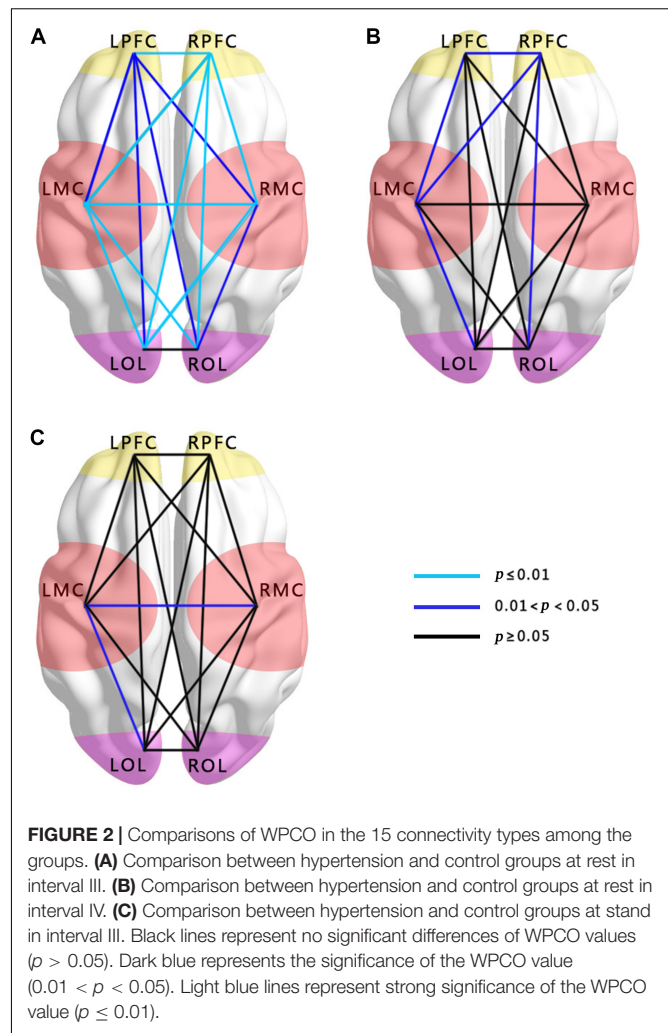 A
LPFC RPFC
LMC RMC
LOL ROL
B
LPFC RPFC
LMC RMC
LOL ROL
C
LPFC RPFC
LMC RMC
LOL ROL
p ≤ 0.01
0.01 < p < 0.05
p ≥ 0.05
FIGURE 2 | Comparisons of WPCO in the 15 connectivity types among the
groups. (A) Comparison between hypertension and control groups at rest in
interval III. (B) Comparison between hypertension and control groups at rest in
interval IV. (C) Comparison between hypertension and control groups at stand
in interval III. Black lines represent no significant differences of WPCO values
(p > 0.05). Dark blue represents the significance of the WPCO value
(0.01 < p < 0.05). Light blue lines represent strong significance of the WPCO
value (p ≤ 0.01).